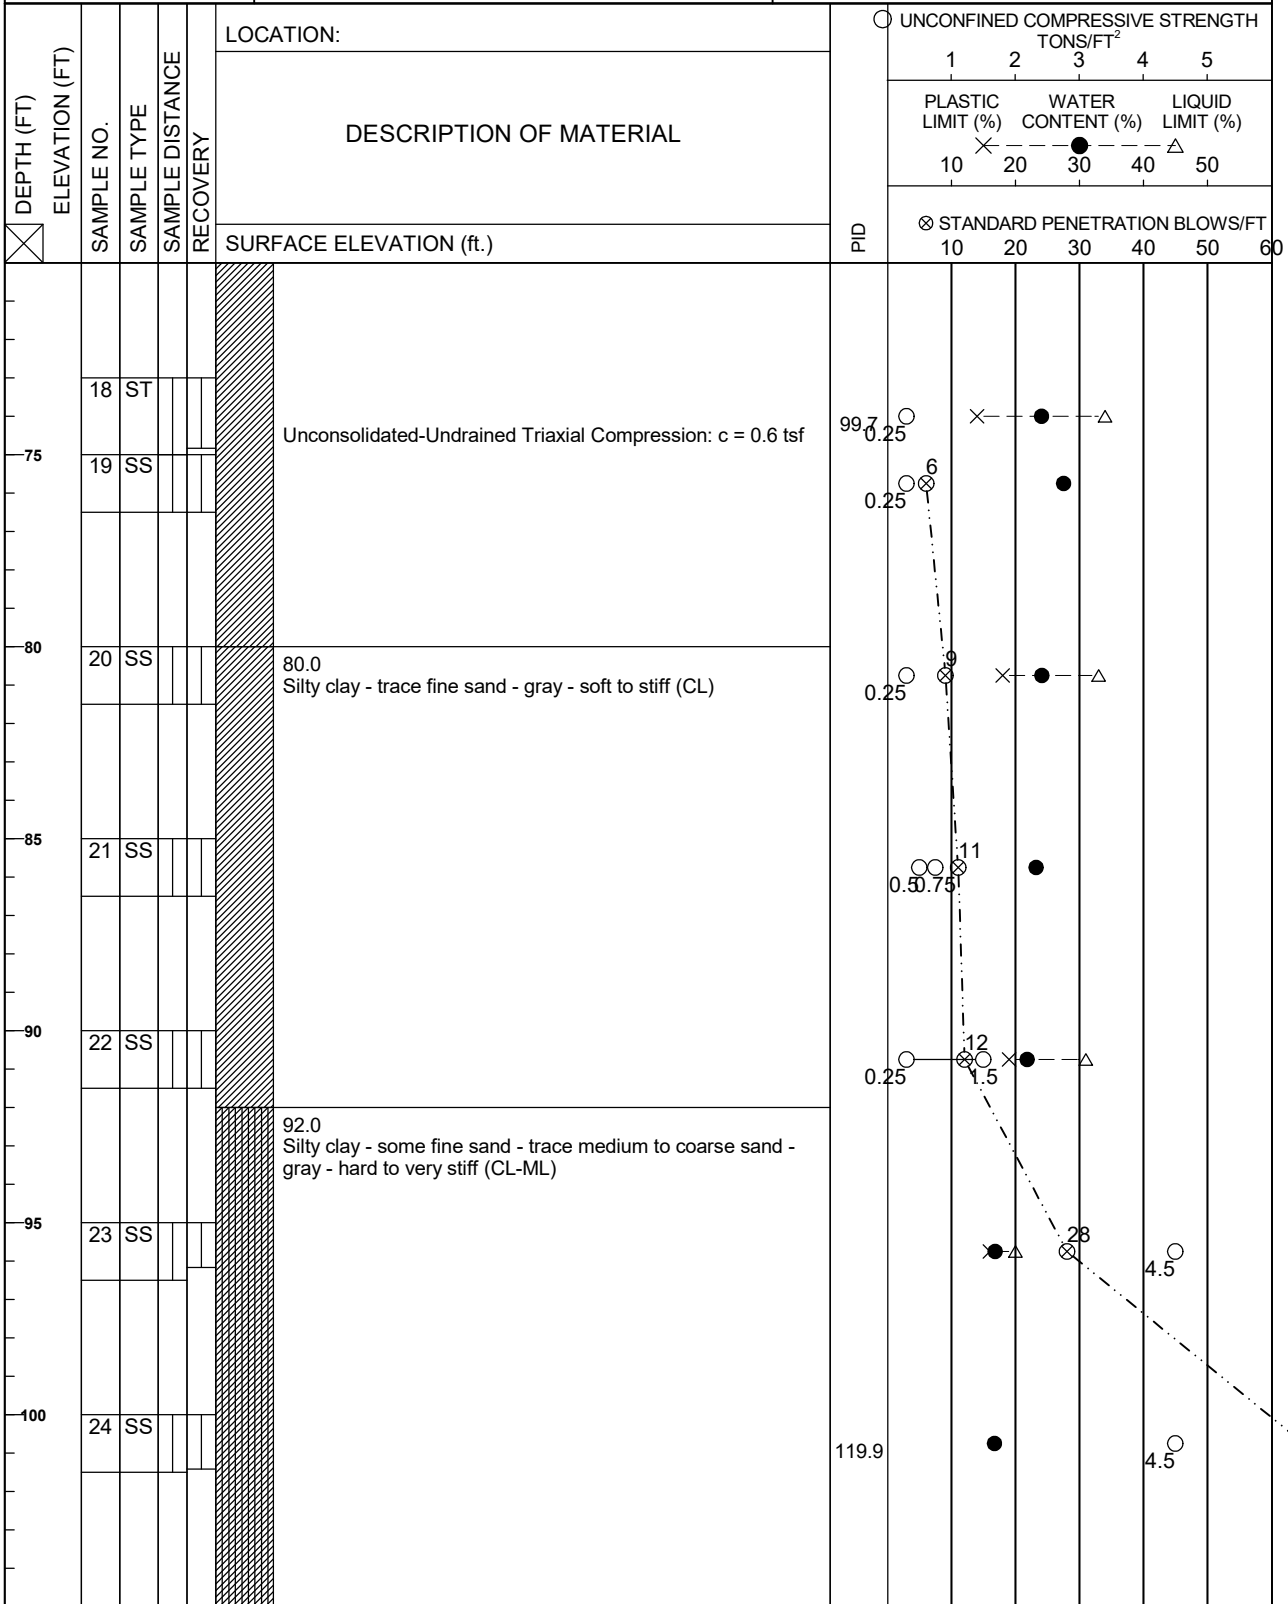 LOCATION:
DEPTH (FT)
ELEVATION (FT)
SAMPLE NO.
SAMPLE TYPE
SAMPLE DISTANCE
RECOVERY
DESCRIPTION OF MATERIAL
SURFACE ELEVATION (ft.)
PID
UNCONFINED COMPRESSIVE STRENGTH
TONS/FT²
1 2 3 4 5
PLASTIC LIMIT (%)
WATER CONTENT (%)
LIQUID LIMIT (%)
10 20 30 40 50
STANDARD PENETRATION BLOWS/FT
10 20 30 40 50 60
18 ST
Unconsolidated-Undrained Triaxial Compression: c = 0.6 tsf
99.7
0.25
75
19 SS
6
0.25
80
20 SS
80.0
Silty clay - trace fine sand - gray - soft to stiff (CL)
9
0.25
85
21 SS
11
0.5
0.75
90
22 SS
12
0.25
1.5
92.0
Silty clay - some fine sand - trace medium to coarse sand -
gray - hard to very stiff (CL-ML)
95
23 SS
28
4.5
100
24 SS
119.9
4.5